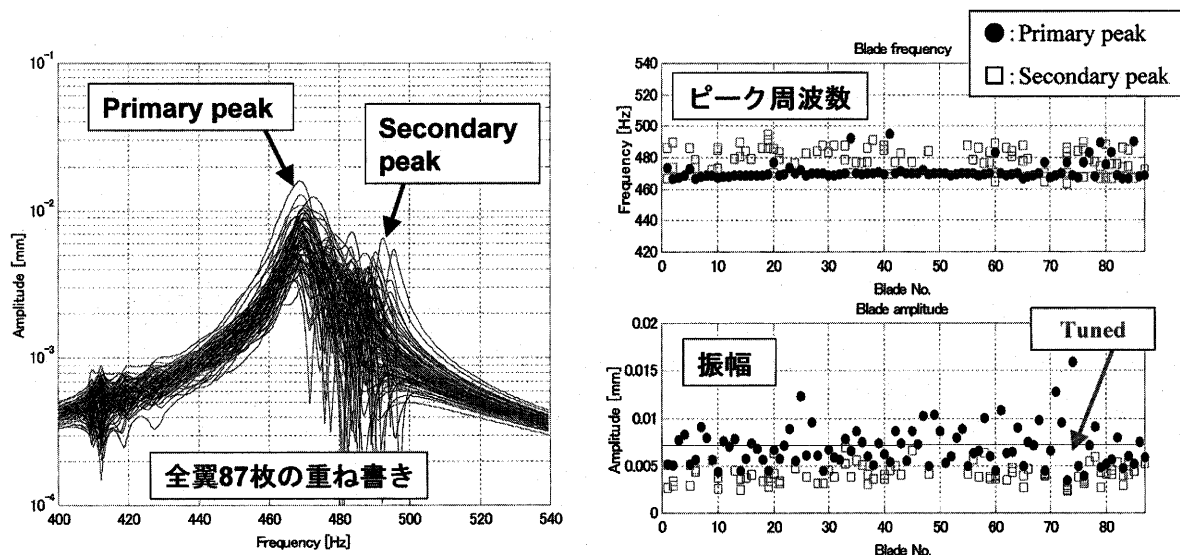 10⁻¹
10⁻²
10⁻³
10⁻⁴
Amplitude [mm]
Primary peak
Secondary
peak
全翼87枚の重ね書き
400 420 440 460 480 500 520 540
Frequency [Hz]
●: Primary peak
□: Secondary peak
Blade frequency
ピーク周波数
540
520
500
480
460
440
420
Frequency [Hz]
0 10 20 30 40 50 60 70 80
Blade No.
Blade amplitude
Tuned
振幅
0.02
0.015
0.01
0.005
0
Amplitude [mm]
0 10 20 30 40 50 60 70 80
Blade No.